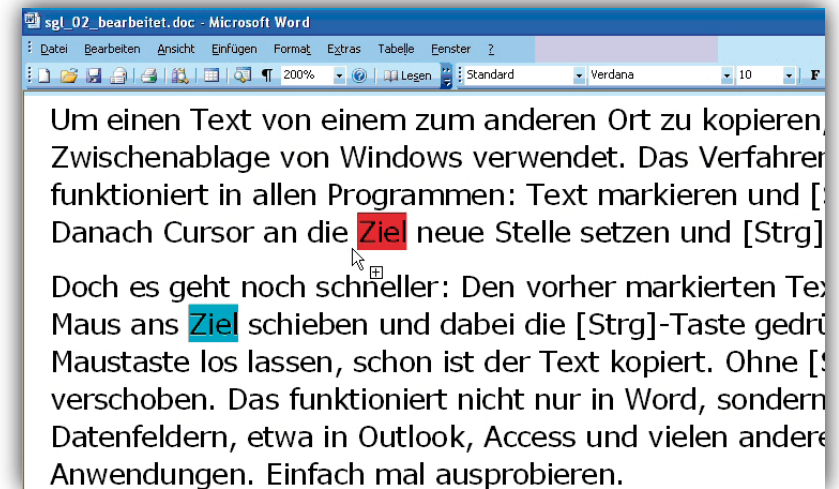 sgl_02_bearbeitet.doc - Microsoft Word
Datei Bearbeiten Ansicht Einfügen Format Extras Tabelle Fenster ?
200% Lesen Standard Verdana 10 F
Um einen Text von einem zum anderen Ort zu kopieren,
Zwischenablage von Windows verwendet. Das Verfahren
funktioniert in allen Programmen: Text markieren und [
Danach Cursor an die Ziel neue Stelle setzen und [Strg]
Doch es geht noch schneller: Den vorher markierten Tex
Maus ans Ziel schieben und dabei die [Strg]-Taste gedrü
Maustaste los lassen, schon ist der Text kopiert. Ohne [
verschoben. Das funktioniert nicht nur in Word, sondern
Datenfeldern, etwa in Outlook, Access und vielen andere
Anwendungen. Einfach mal ausprobieren.